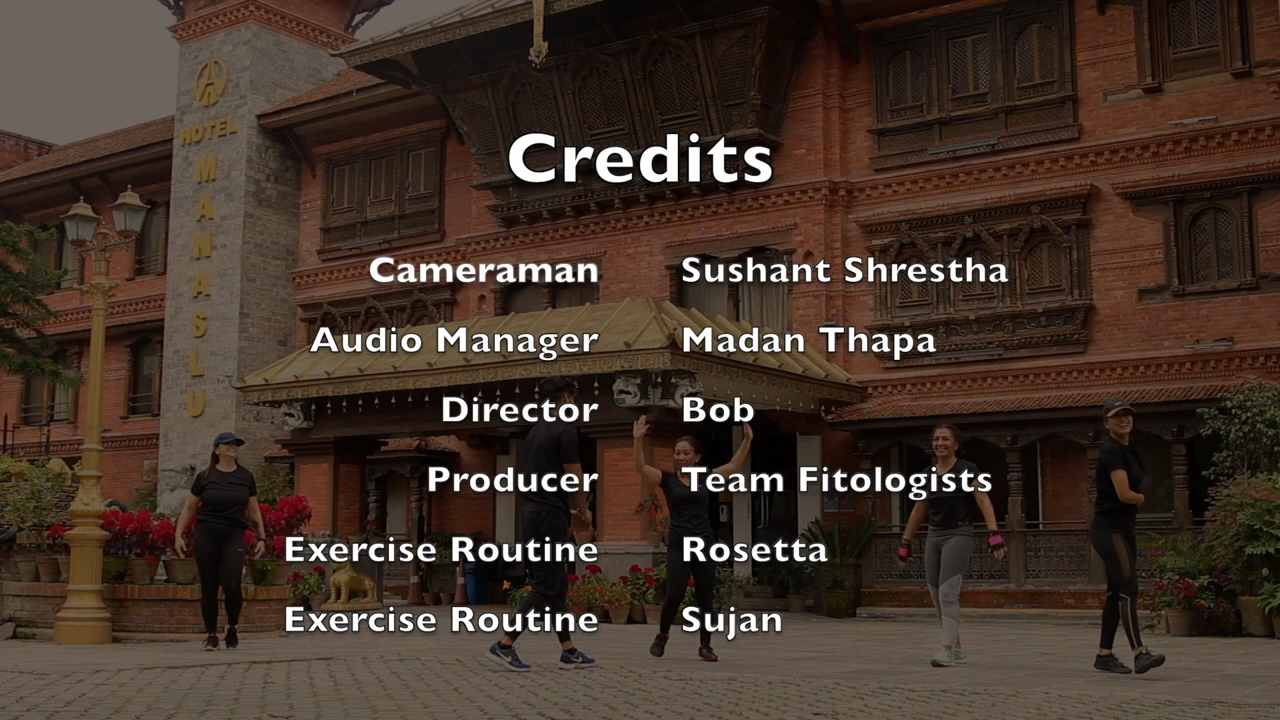 HOTEL
MANASLU
Credits
Cameraman Sushant Shrestha
Audio Manager Madan Thapa
Director Bob
Producer Team Fitologists
Exercise Routine Rosetta
Exercise Routine Sujan